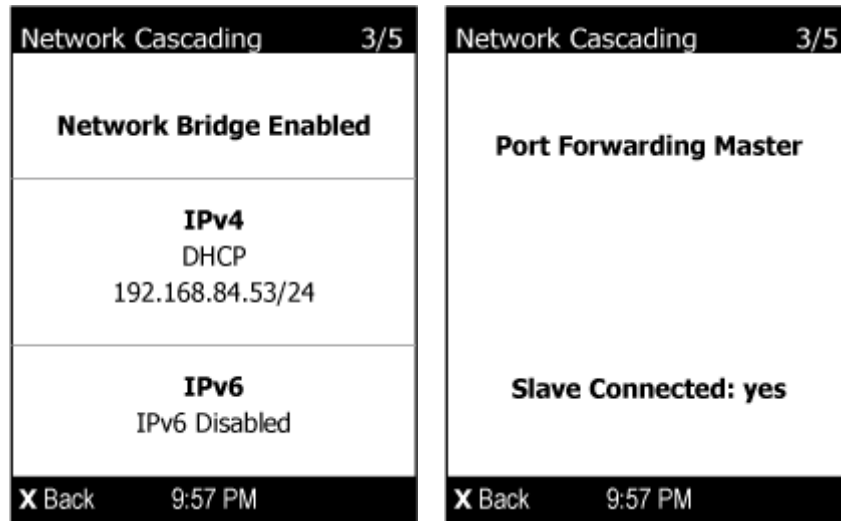 Network Cascading 3/5
Network Bridge Enabled
IPv4
DHCP
192.168.84.53/24
IPv6
IPv6 Disabled
X Back 9:57 PM
Network Cascading 3/5
Port Forwarding Master
Slave Connected: yes
X Back 9:57 PM